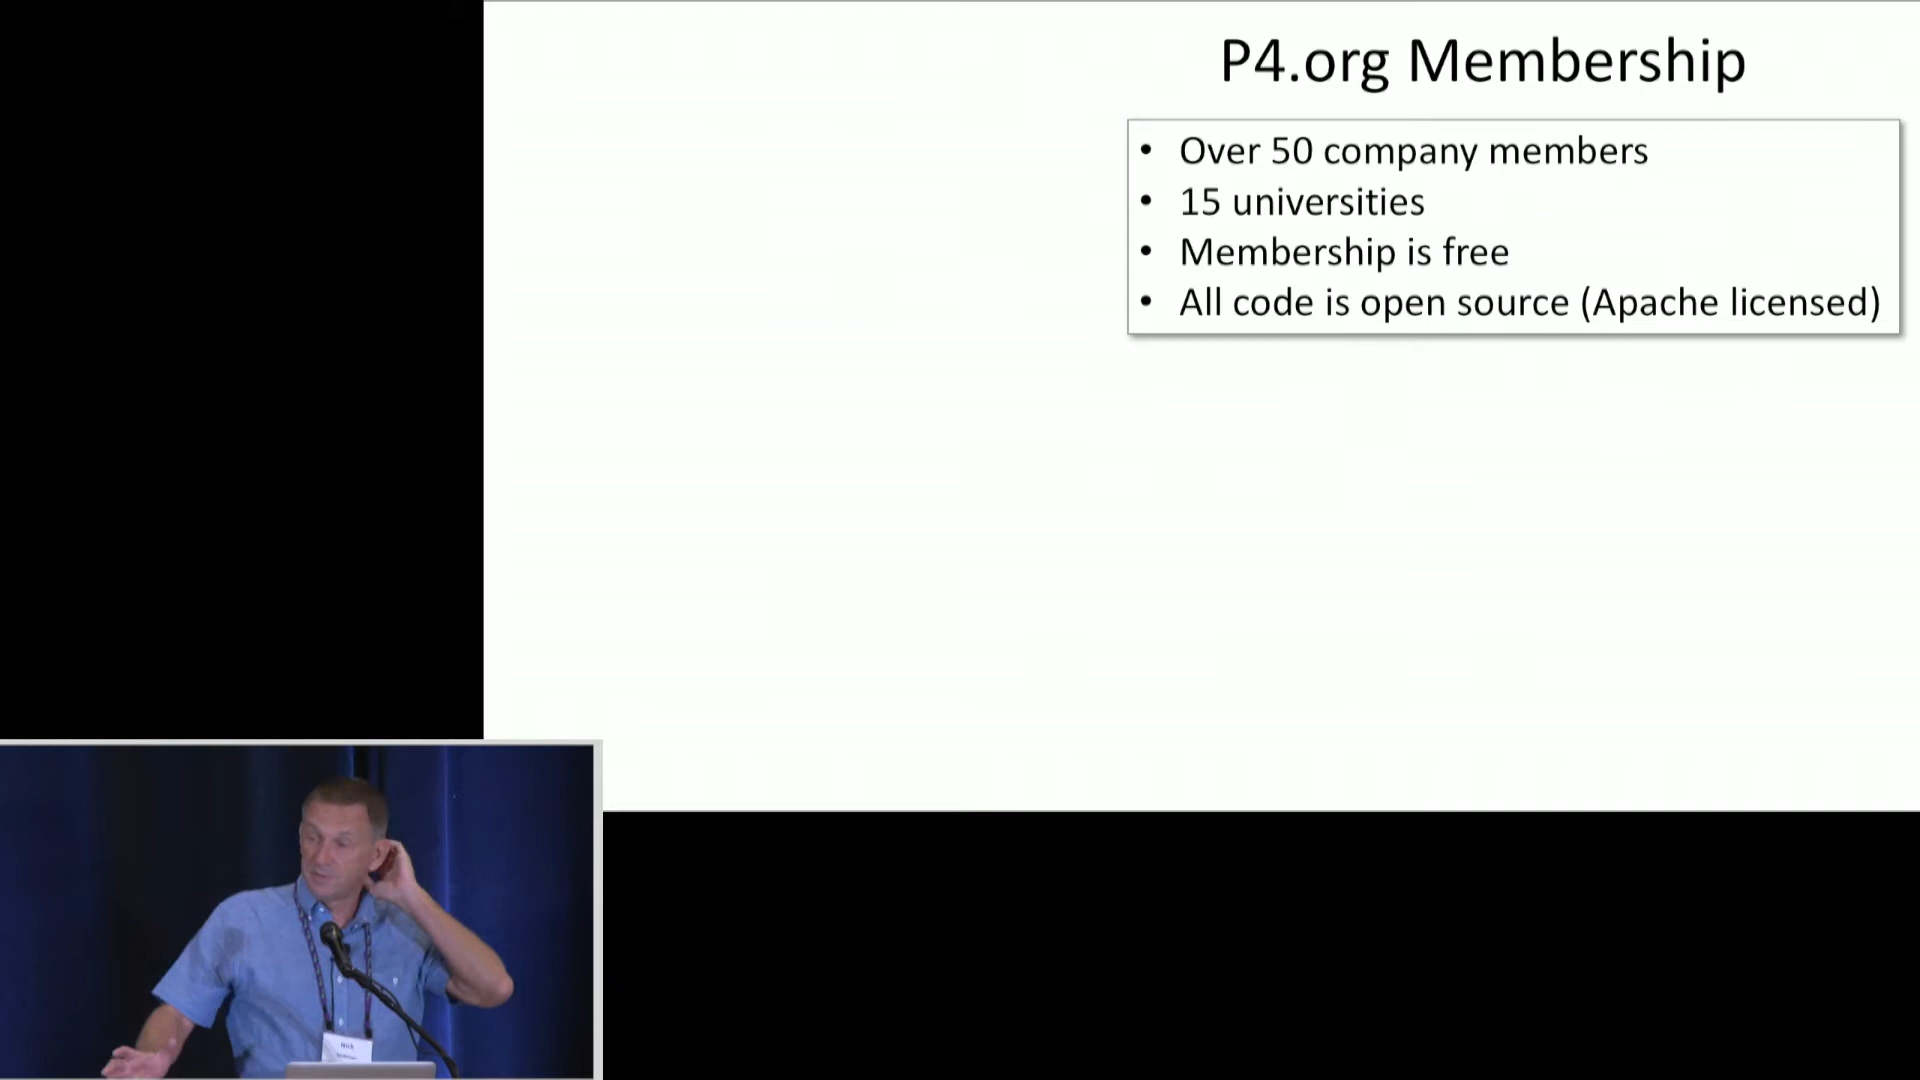 P4.org Membership
• Over 50 company members
• 15 universities
• Membership is free
• All code is open source (Apache licensed)
Nick